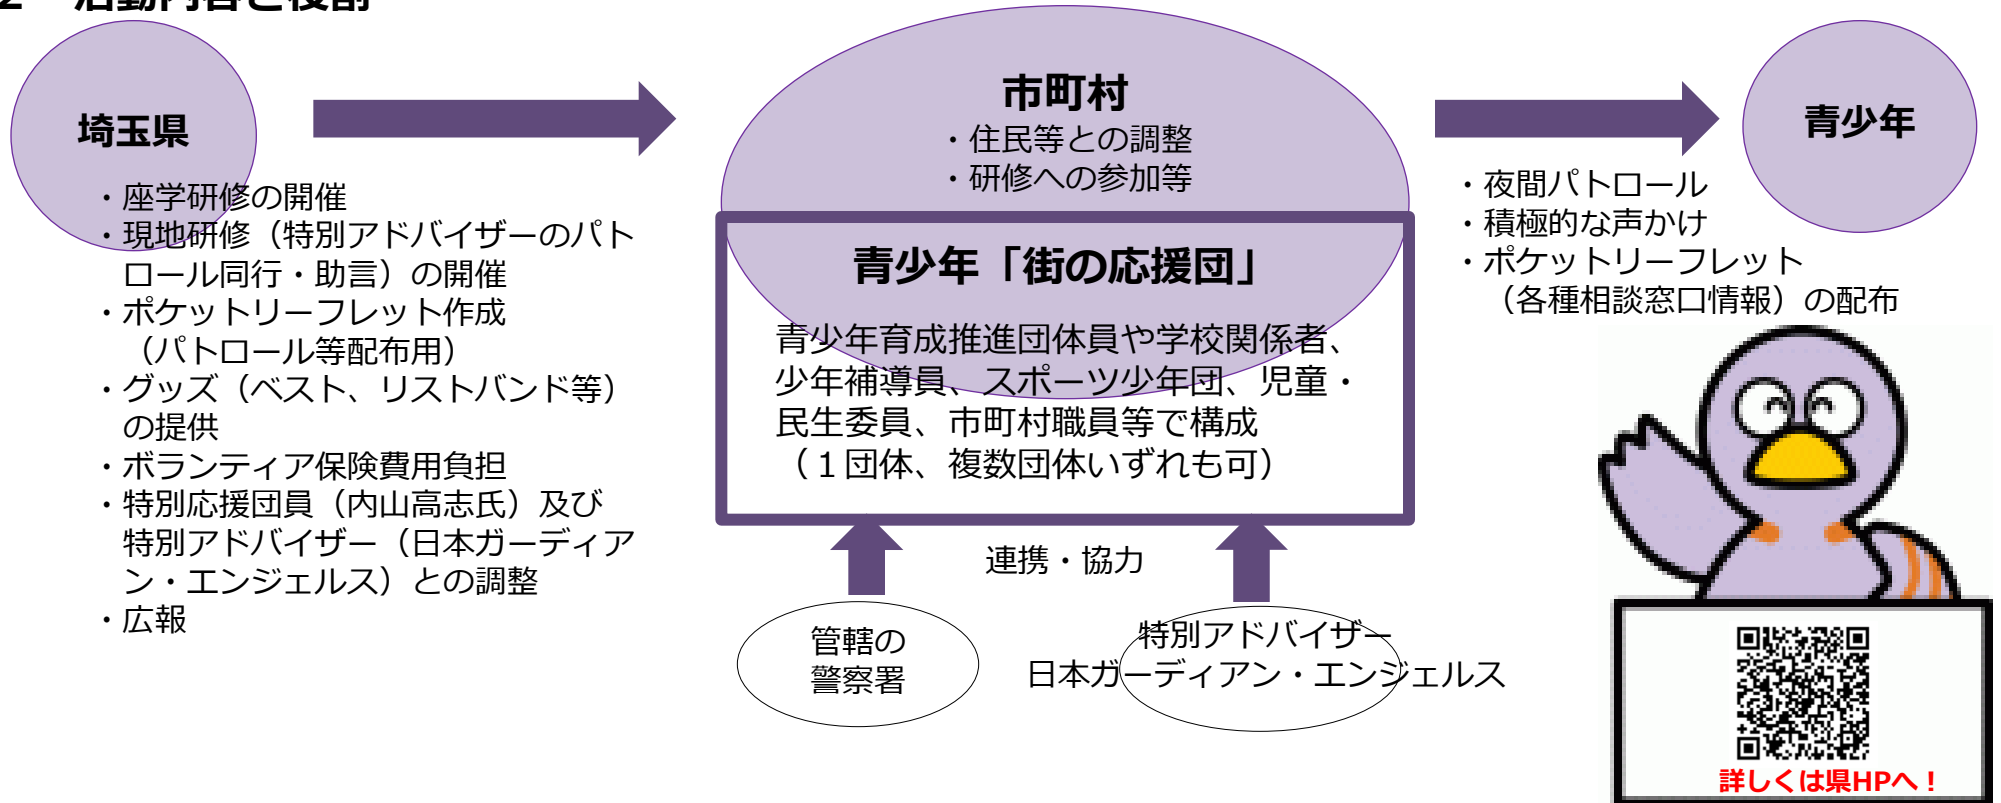 2　活動内容と役割
埼玉県
・座学研修の開催
・現地研修（特別アドバイザーのパト
ロール同行・助言）の開催
・ポケットリーフレット作成
（パトロール等配布用）
・グッズ（ベスト、リストバンド等）
の提供
・ボランティア保険費用負担
・特別応援団員（内山高志氏）及び
特別アドバイザー（日本ガーディア
ン・エンジェルス）との調整
・広報
市町村
・住民等との調整
・研修への参加等
青少年「街の応援団」
青少年育成推進団体員や学校関係者、
少年補導員、スポーツ少年団、児童・
民生委員、市町村職員等で構成
（１団体、複数団体いずれも可）
連携・協力
管轄の
警察署
特別アドバイザー
日本ガーディアン・エンジェルス
青少年
・夜間パトロール
・積極的な声かけ
・ポケットリーフレット
（各種相談窓口情報）の配布
詳しくは県HPへ！